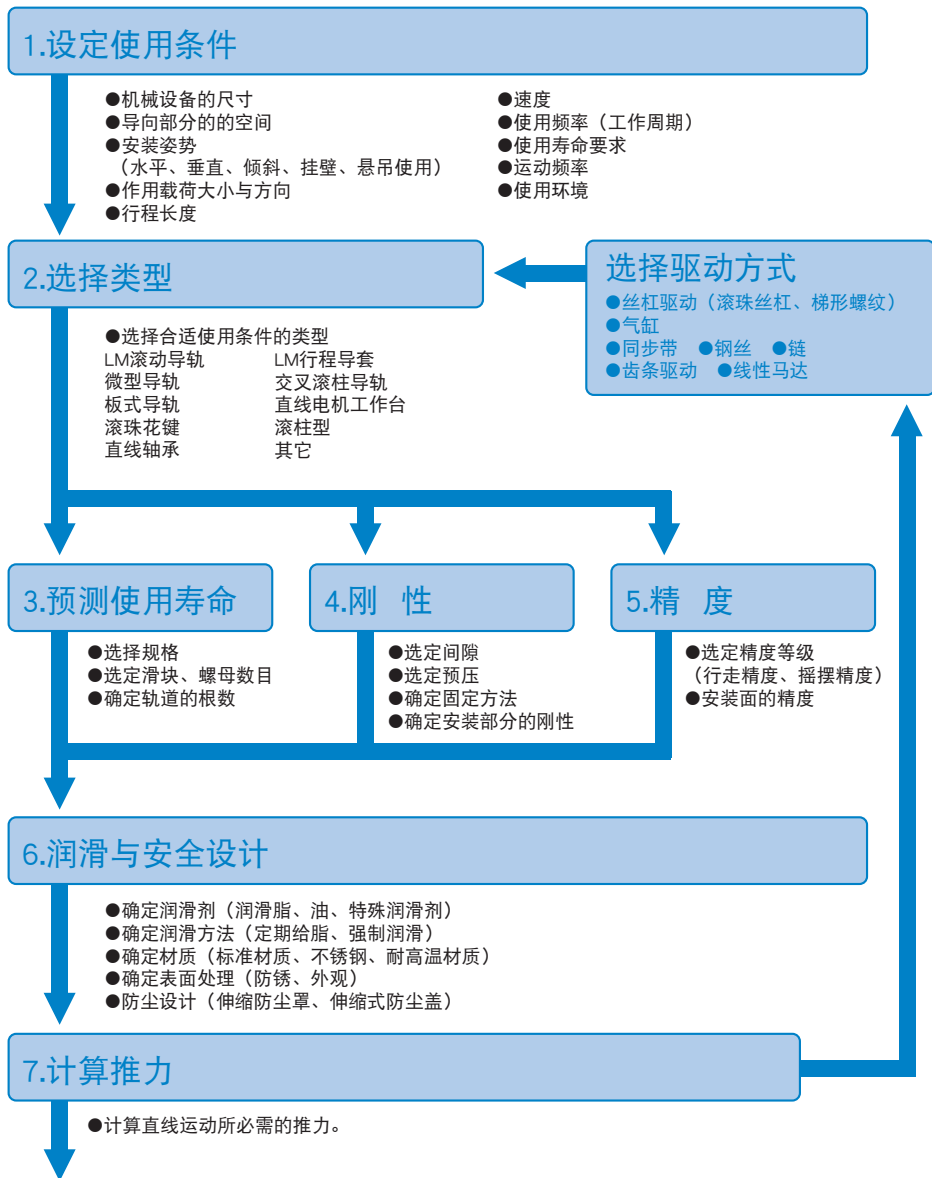 1.设定使用条件
●机械设备的尺寸
●导向部分的的空间
●安装姿势
（水平、垂直、倾斜、挂壁、悬吊使用）
●作用载荷大小与方向
●行程长度
●速度
●使用频率（工作周期）
●使用寿命要求
●运动频率
●使用环境
2.选择类型
选择驱动方式
●丝杠驱动（滚珠丝杠、梯形螺纹）
●气缸
●同步带 ●钢丝 ●链
●齿条驱动 ●线性马达
●选择合适使用条件的类型
LM滚动导轨 LM行程导套
微型导轨 交叉滚柱导轨
板式导轨 直线电机工作台
滚珠花键 滚柱型
直线轴承 其它
3.预测使用寿命
●选择规格
●选定滑块、螺母数目
●确定轨道的根数
4.刚 性
●选定间隙
●选定预压
●确定固定方法
●确定安装部分的刚性
5.精 度
●选定精度等级
（行走精度、摇摆精度）
●安装面的精度
6.润滑与安全设计
●确定润滑剂（润滑脂、油、特殊润滑剂）
●确定润滑方法（定期给脂、强制润滑）
●确定材质（标准材质、不锈钢、耐高温材质）
●确定表面处理（防锈、外观）
●防尘设计（伸缩防尘罩、伸缩式防尘盖）
7.计算推力
●计算直线运动所必需的推力。